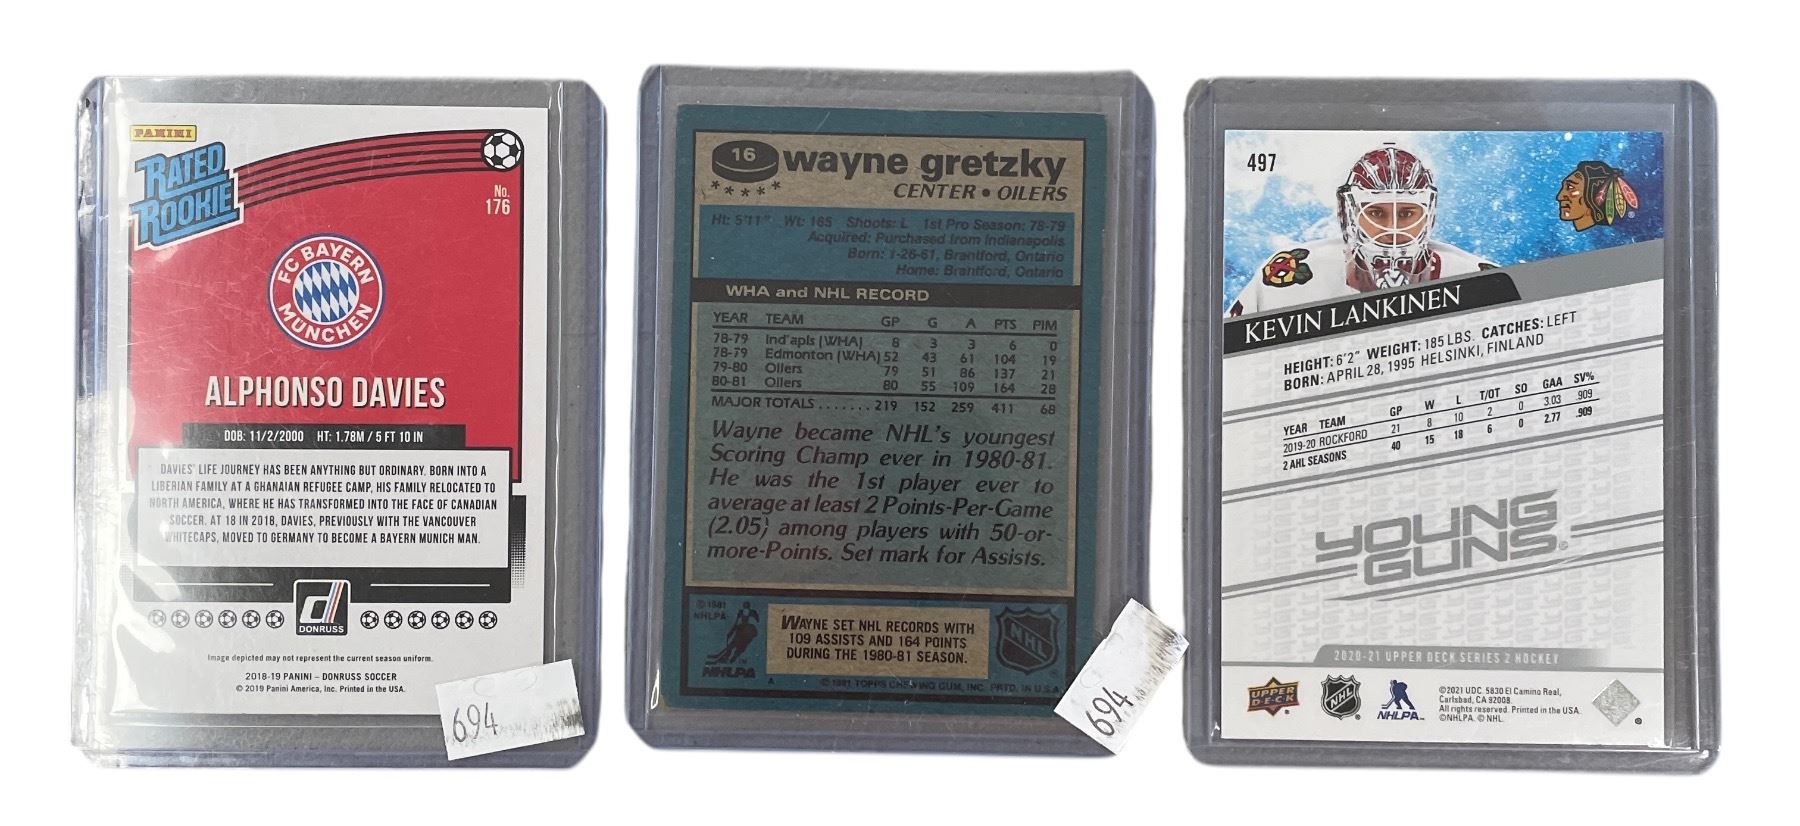 PANINI
RATED
ROOKIE
No.
176
FC BAYERN
MÜNCHEN
ALPHONSO DAVIES
DOB: 11/2/2000 HT: 1.78M / 5 FT 10 IN
DAVIES' LIFE JOURNEY HAS BEEN ANYTHING BUT ORDINARY. BORN INTO A
LIBERIAN FAMILY AT A GHANAIAN REFUGEE CAMP, HIS FAMILY RELOCATED TO
NORTH AMERICA, WHERE HE HAS TRANSFORMED INTO THE FACE OF CANADIAN
SOCCER. AT 18 IN 2018, DAVIES, PREVIOUSLY WITH THE VANCOUVER
WHITECAPS, MOVED TO GERMANY TO BECOME A BAYERN MUNICH MAN.
d
DONRUSS
Image depicted may not represent the current season uniform.
2018-19 PANINI – DONRUSS SOCCER
© 2019 Panini America, Inc. Printed in the USA.
694
16
wayne gretzky
CENTER • OILERS
Ht: 5'11" Wt: 165 Shoots: L 1st Pro Season: 78-79
Acquired: Purchased from Indianapolis
Born: 1-26-61, Brantford, Ontario
Home: Brantford, Ontario
WHA and NHL RECORD
YEAR TEAM GP G A PTS PIM
78-79 Ind'apls (WHA) 8 3 3 6 0
78-79 Edmonton (WHA) 52 43 61 104 19
79-80 Oilers 79 51 86 137 21
80-81 Oilers 80 55 109 164 28
MAJOR TOTALS ....... 219 152 259 411 68
Wayne became NHL's youngest
Scoring Champ ever in 1980-81.
He was the 1st player ever to
average at least 2 Points-Per-Game
(2.05) among players with 50-or-
more-Points. Set mark for Assists.
© 1981
NHLPA
NHLPA
WAYNE SET NHL RECORDS WITH
109 ASSISTS AND 164 POINTS
DURING THE 1980-81 SEASON.
NHL
A © 1981 TOPPS CHEWING GUM, INC. PRTD. IN U.S.A.
694
497
KEVIN LANKINEN
HEIGHT: 6'2" WEIGHT: 185 LBS. CATCHES: LEFT
BORN: APRIL 28, 1995 HELSINKI, FINLAND
YEAR TEAM GP W L T/OT SO GAA SV%
2019-20 ROCKFORD 21 8 10 2 0 3.03 .909
2 AHL SEASONS 40 15 18 6 0 2.77 .909
YOUNG
GUNS
2020-21 UPPER DECK SERIES 2 HOCKEY
UPPER
DECK
NHL
NHLPA
©2021 UDC. 5830 El Camino Real,
Carlsbad, CA 92008.
All rights reserved. Printed in the USA.
©NHLPA. © NHL.